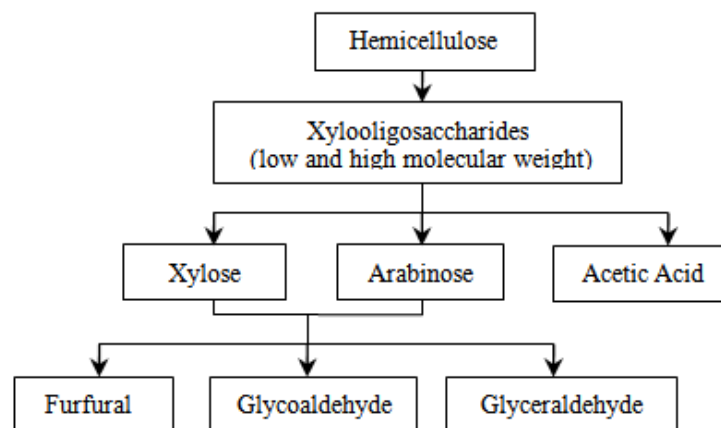 Hemicellulose
Xylooligosaccharides
(low and high molecular weight)
Xylose
Arabinose
Acetic Acid
Furfural
Glycoaldehyde
Glyceraldehyde